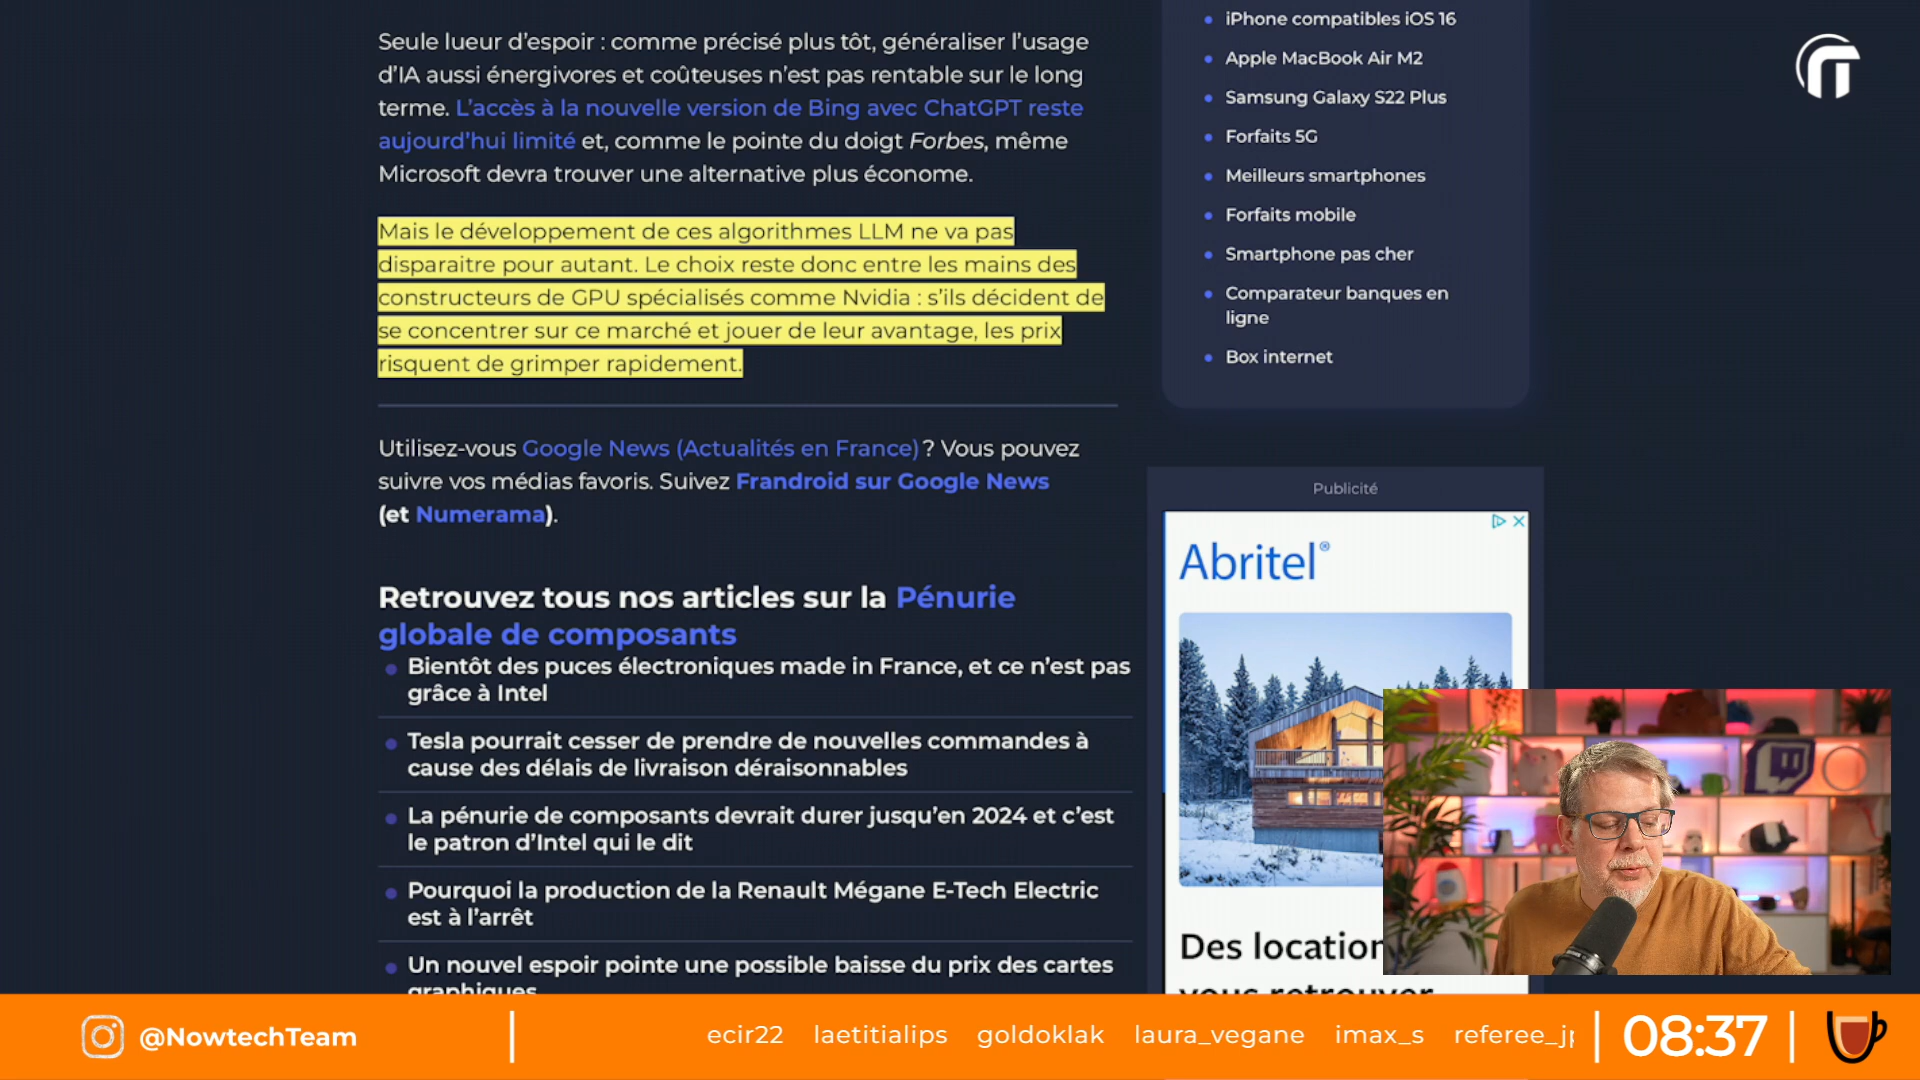 Seule lueur d'espoir : comme précisé plus tôt, généraliser l'usage
d'IA aussi énergivores et coûteuses n'est pas rentable sur le long
terme. L'accès à la nouvelle version de Bing avec ChatGPT reste
aujourd'hui limité et, comme le pointe du doigt Forbes, même
Microsoft devra trouver une alternative plus économe.
Mais le développement de ces algorithmes LLM ne va pas
disparaitre pour autant. Le choix reste donc entre les mains des
constructeurs de GPU spécialisés comme Nvidia : s'ils décident de
se concentrer sur ce marché et jouer de leur avantage, les prix
risquent de grimper rapidement.
Utilisez-vous Google News (Actualités en France) ? Vous pouvez
suivre vos médias favoris. Suivez Frandroid sur Google News
(et Numerama).
Retrouvez tous nos articles sur la Pénurie
globale de composants
Bientôt des puces électroniques made in France, et ce n'est pas
grâce à Intel
Tesla pourrait cesser de prendre de nouvelles commandes à
cause des délais de livraison déraisonnables
La pénurie de composants devrait durer jusqu'en 2024 et c'est
le patron d'Intel qui le dit
Pourquoi la production de la Renault Mégane E-Tech Electric
est à l'arrêt
Un nouvel espoir pointe une possible baisse du prix des cartes
graphiques
iPhone compatibles iOS 16
Apple MacBook Air M2
Samsung Galaxy S22 Plus
Forfaits 5G
Meilleurs smartphones
Forfaits mobile
Smartphone pas cher
Comparateur banques en
ligne
Box internet
Publicité
Abritel®
Des location
vous retrouver
@NowtechTeam
ecir22 laetitialips goldoklak laura_vegane imax_s referee_jp
08:37